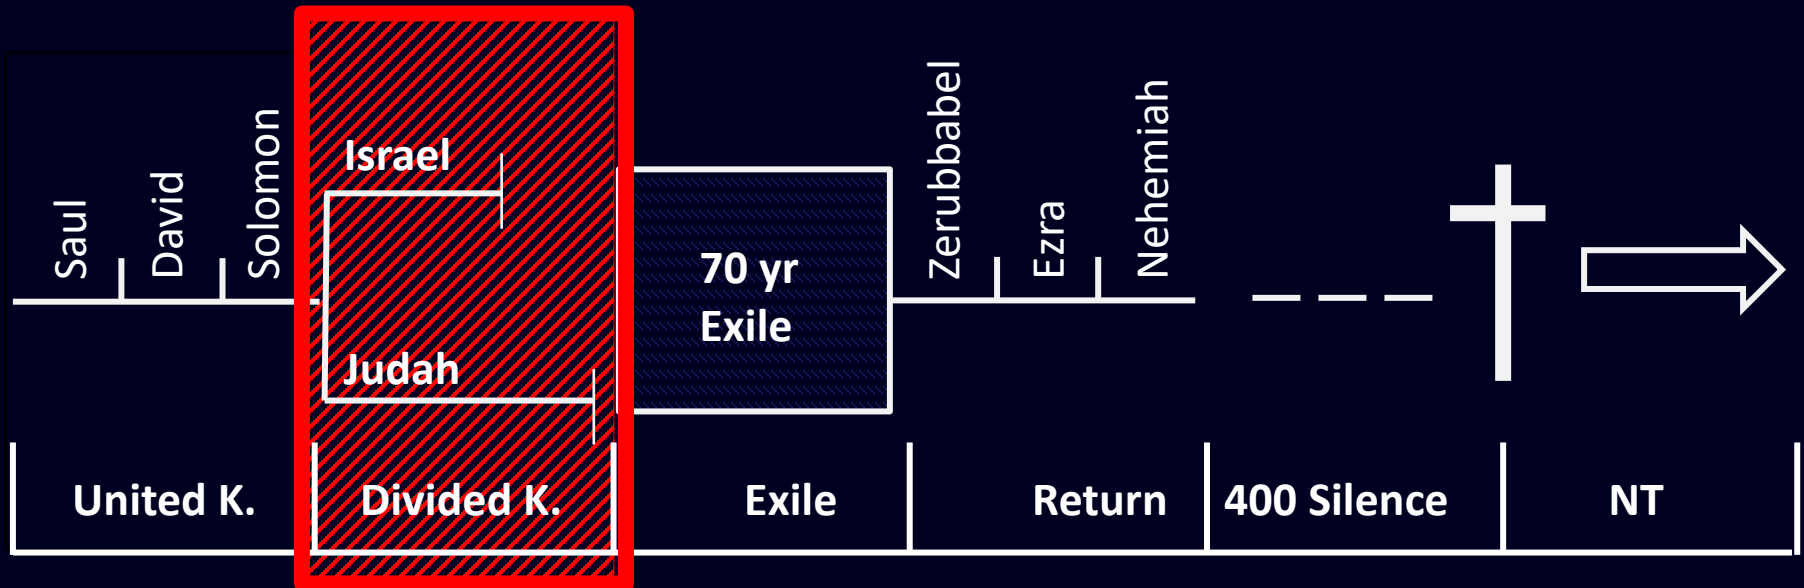 Saul
David
Solomon
Israel
Judah
70 yr
Exile
Zerubbabel
Ezra
Nehemiah
United K.
Divided K.
Exile
Return
400 Silence
NT